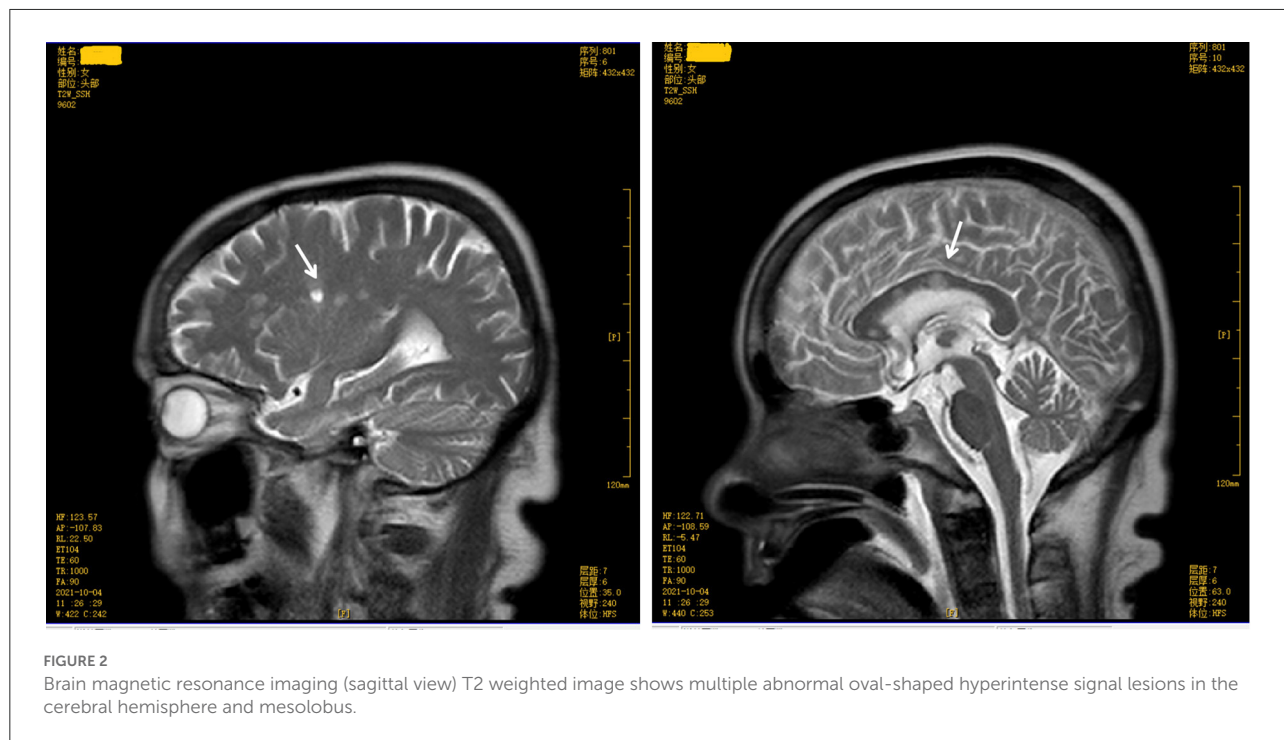 姓名:
编号:
性别:女
部位:头部
T2W_SSH
9602
序列:801
序号:6
矩阵:432x432
[P]
120mm
HF:123.57
AP:-107.83
RL:22.50
ET104
TE:60
TR:1000
FA:90
2021-10-04
11 :26 :29
W:422 C:242
[F]
层距:7
层厚:6
位置:35.0
视野:240
体位:HFS
姓名:
编号:
性别:女
部位:头部
T2W_SSH
9602
序列:801
序号:10
矩阵:432x432
[P]
120mm
HF:122.71
AP:-108.59
RL:-5.47
ET104
TE:60
TR:1000
FA:90
2021-10-04
11 :26 :29
W:440 C:253
[F]
层距:7
层厚:6
位置:63.0
视野:240
体位:HFS
FIGURE 2
Brain magnetic resonance imaging (sagittal view) T2 weighted image shows multiple abnormal oval-shaped hyperintense signal lesions in the
cerebral hemisphere and mesolobus.